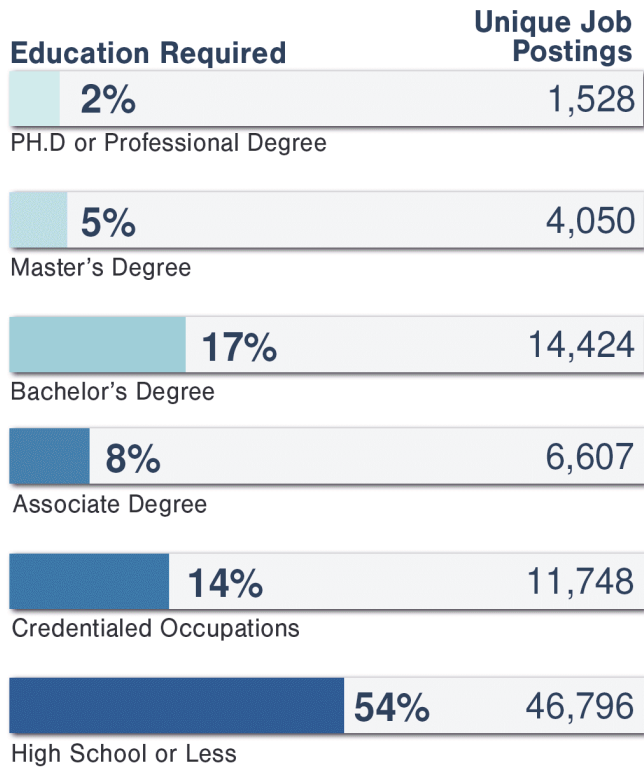 Education Required
Unique Job
Postings
2%
1,528
PH.D or Professional Degree
5%
4,050
Master’s Degree
17%
14,424
Bachelor’s Degree
8%
6,607
Associate Degree
14%
11,748
Credentialed Occupations
54%
46,796
High School or Less